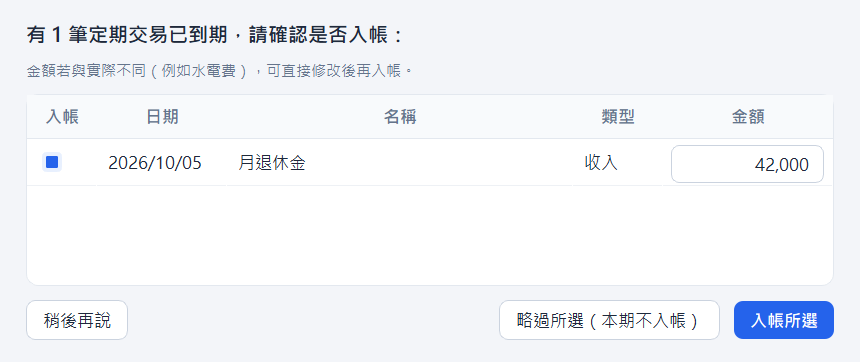 有 1 筆定期交易已到期，請確認是否入帳：
金額若與實際不同（例如水電費），可直接修改後再入帳。
入帳 日期 名稱 類型 金額
2026/10/05 月退休金 收入 42,000
稍後再說 略過所選（本期不入帳） 入帳所選